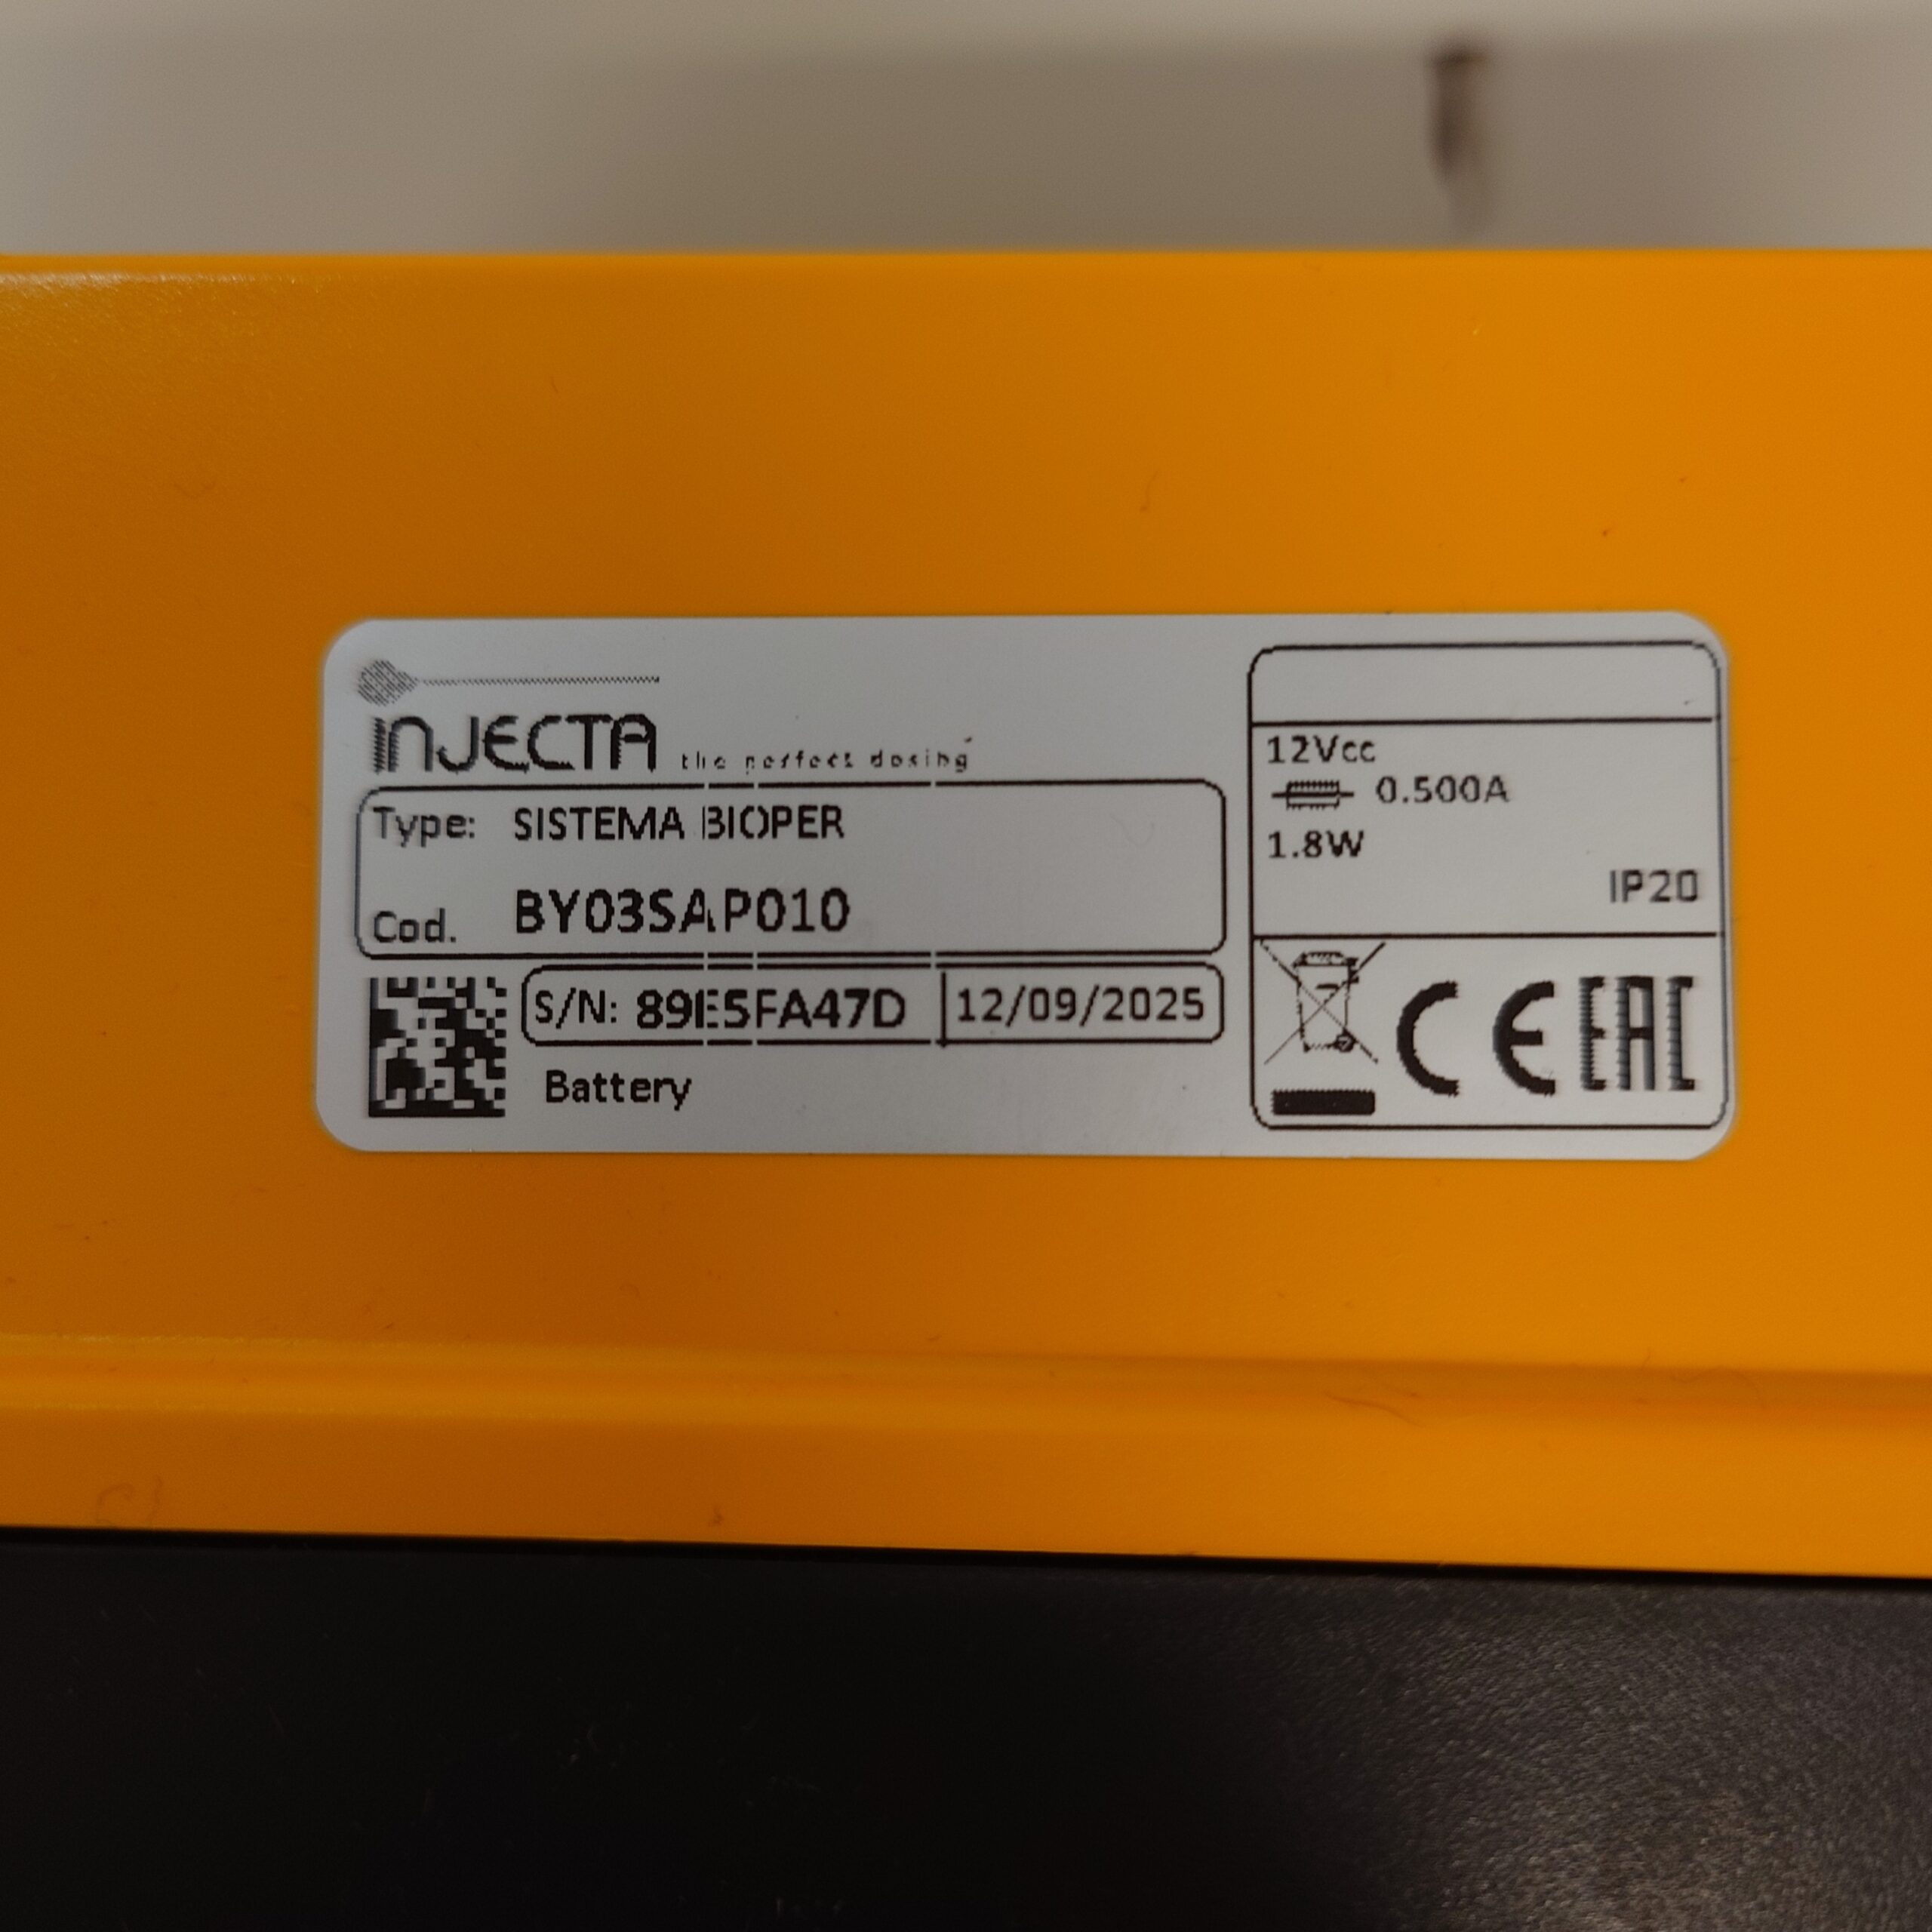 INJECTA the perfect dosing
Type: SISTEMA BIOPER
Cod. BY03SAP010
S/N: 89E5FA47D 12/09/2025
Battery
12Vcc
0.500A
1.8W
IP20
CE EAC